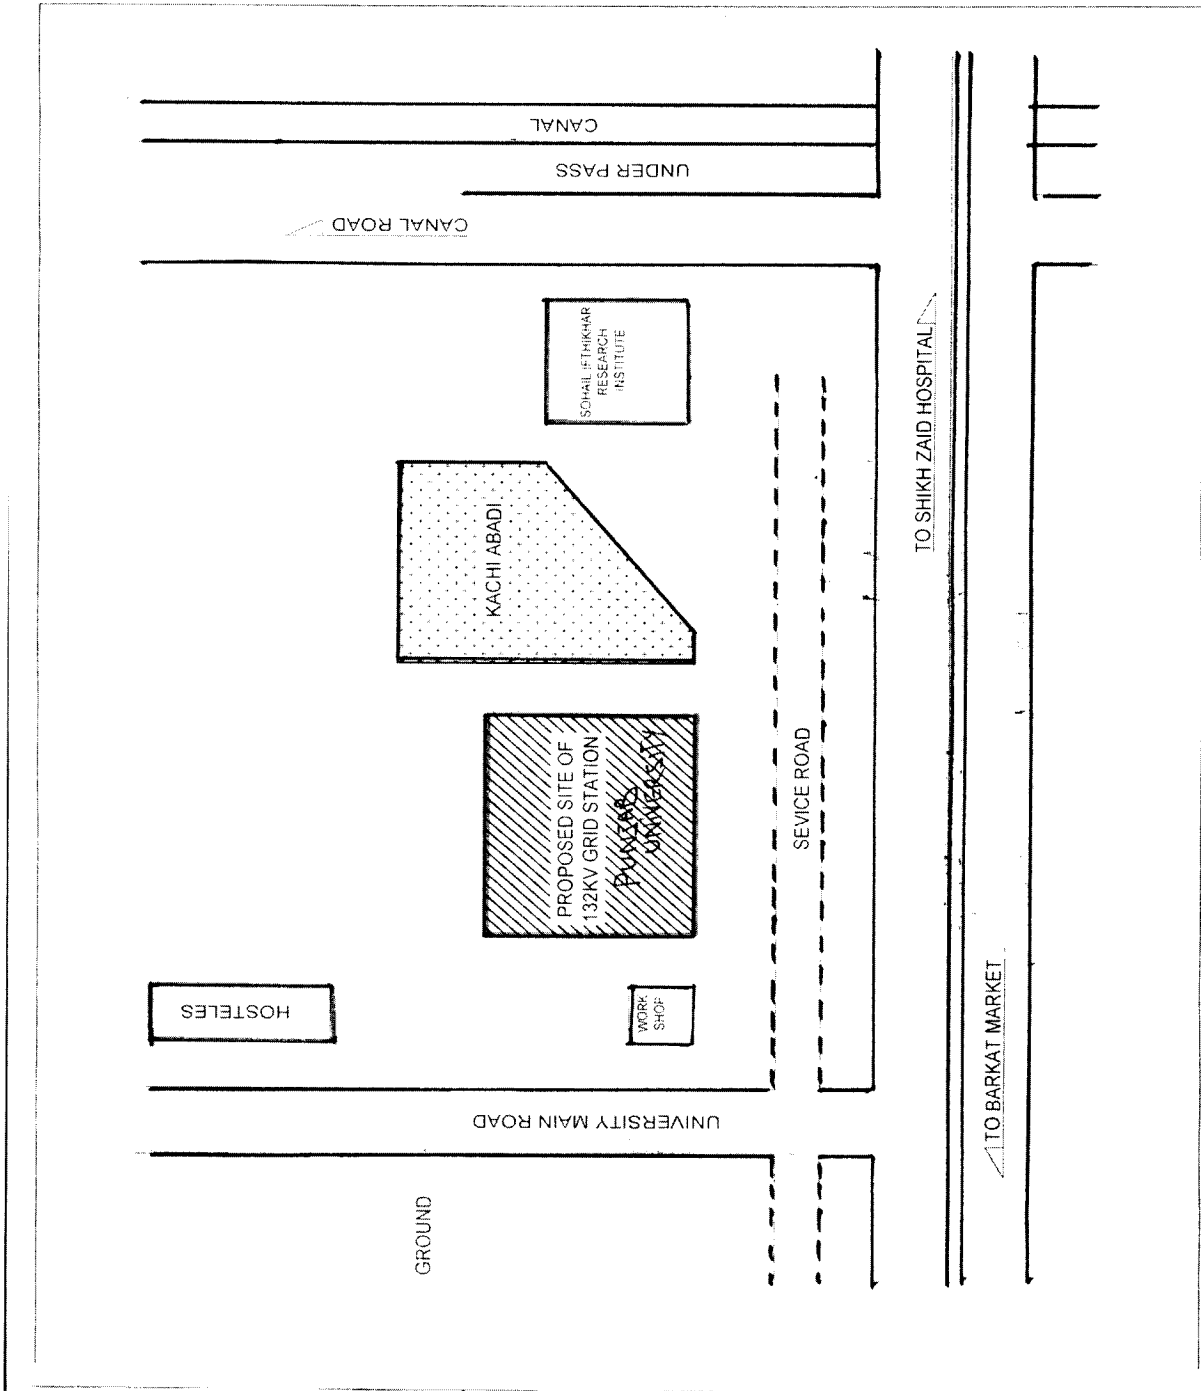 CANAL
UNDER PASS
CANAL ROAD
SOHAIL IFTHIKHAR
RESEARCH
INSTITUTE
KACHI ABADI
TO SHIKH ZAID HOSPITAL
PROPOSED SITE OF
132KV GRID STATION
PUNJAB
UNIVERSITY
SEVICE ROAD
HOSTELES
WORK
SHOP
UNIVERSITY MAIN ROAD
TO BARKAT MARKET
GROUND